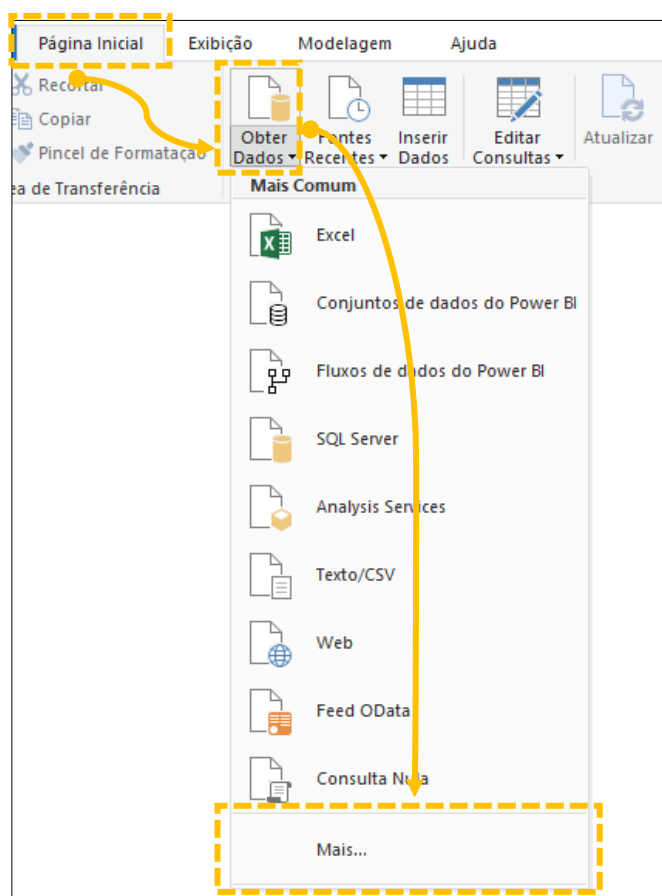 Página Inicial Exibição Modelagem Ajuda
Recortar
Copiar
Pincel de Formatação
ea de Transferência
Obter Dados
Fontes Recentes
Inserir Dados
Editar Consultas
Atualizar
Mais Comum
Excel
Conjuntos de dados do Power BI
Fluxos de dados do Power BI
SQL Server
Analysis Services
Texto/CSV
Web
Feed OData
Consulta Nula
Mais...